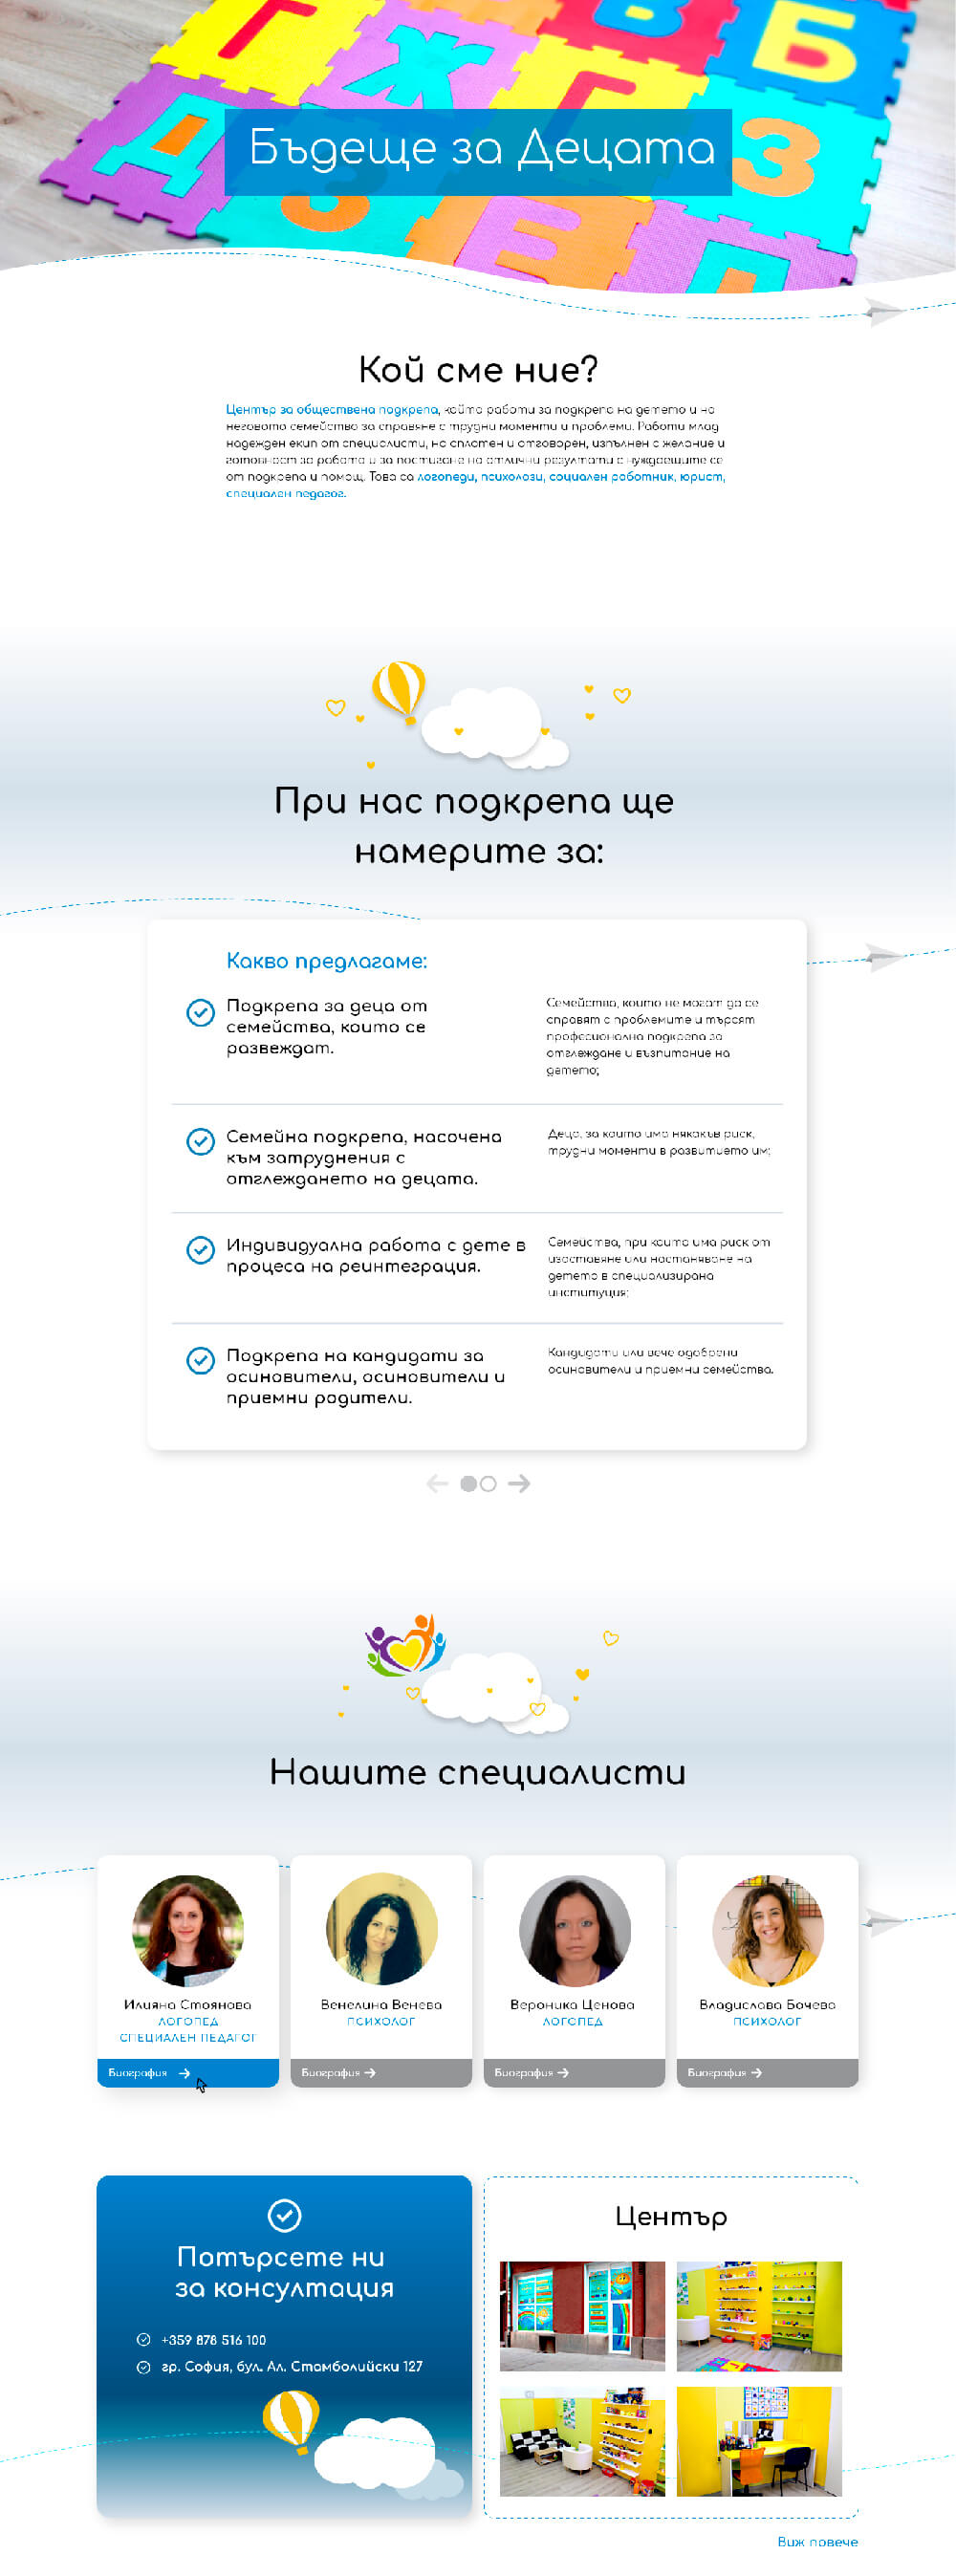 Г Ж Г Б
Д З З
Е П
Бъдеще за Децата
Кой сме ние?
Център за обществена подкрепа, който работи за подкрепа на детето и на
неговото семейство за справяне с трудни моменти и проблеми. Работи млад
надежден екип от специалисти, но сплотен и отговорен, изпълнен с желание и
готовност за работа и за постигане на отлични резултати с нуждаещите се
от подкрепа и помощ. Това са логопеди, психолози, социален работник, юрист,
специален педагог.
При нас подкрепа ще
намерите за:
Какво предлагаме:
Подкрепа за деца от
семейства, които се
развеждат.
Семейства, които не могат да се
справят с проблемите и търсят
професионална подкрепа за
отглеждане и възпитание на
детето;
Семейна подкрепа, насочена
към затруднения с
отглеждането на децата.
Деца, за които има някакъв риск,
трудни моменти в развитието им;
Индивидуална работа с дете в
процеса на реинтеграция.
Семейства, при които има риск от
изоставяне или настаняване на
детето в специализирана
институция;
Подкрепа на кандидати за
осиновители, осиновители и
приемни родители.
Кандидати или вече одобрени
осиновители и приемни семейства.
Нашите специалисти
Илияна Стоянова
ЛОГОПЕД
СПЕЦИАЛЕН ПЕДАГОГ
Биография
Венелина Венева
ПСИХОЛОГ
Биография
Вероника Ценова
ЛОГОПЕД
Биография
Владислава Бочева
ПСИХОЛОГ
Биография
Потърсете ни
за консултация
+359 878 516 100
гр. София, бул. Ал. Стамболийски 127
Център
Виж повече